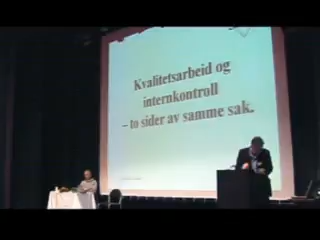 Kvalitetsarbeid og
internkontroll
– to sider av samme sak.